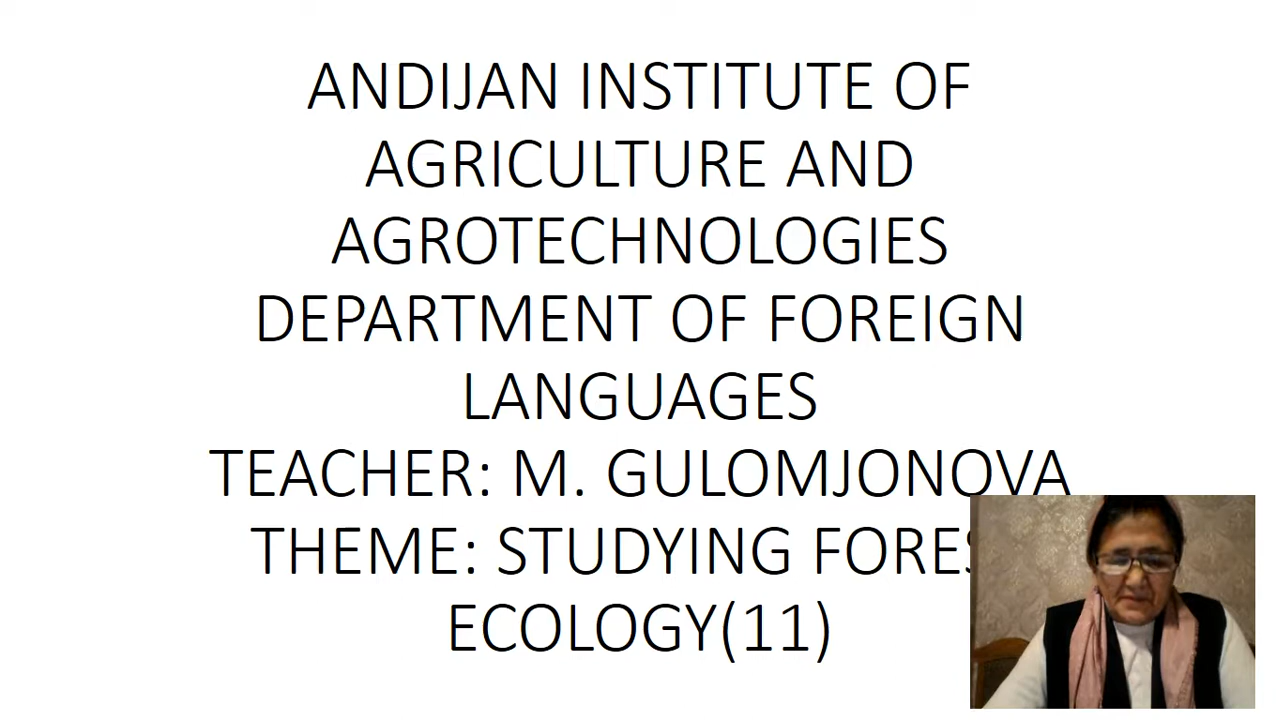 ANDIJAN INSTITUTE OF
AGRICULTURE AND
AGROTECHNOLOGIES
DEPARTMENT OF FOREIGN
LANGUAGES
TEACHER: M. GULOMJONOVA
THEME: STUDYING
ECOLOGY(11)